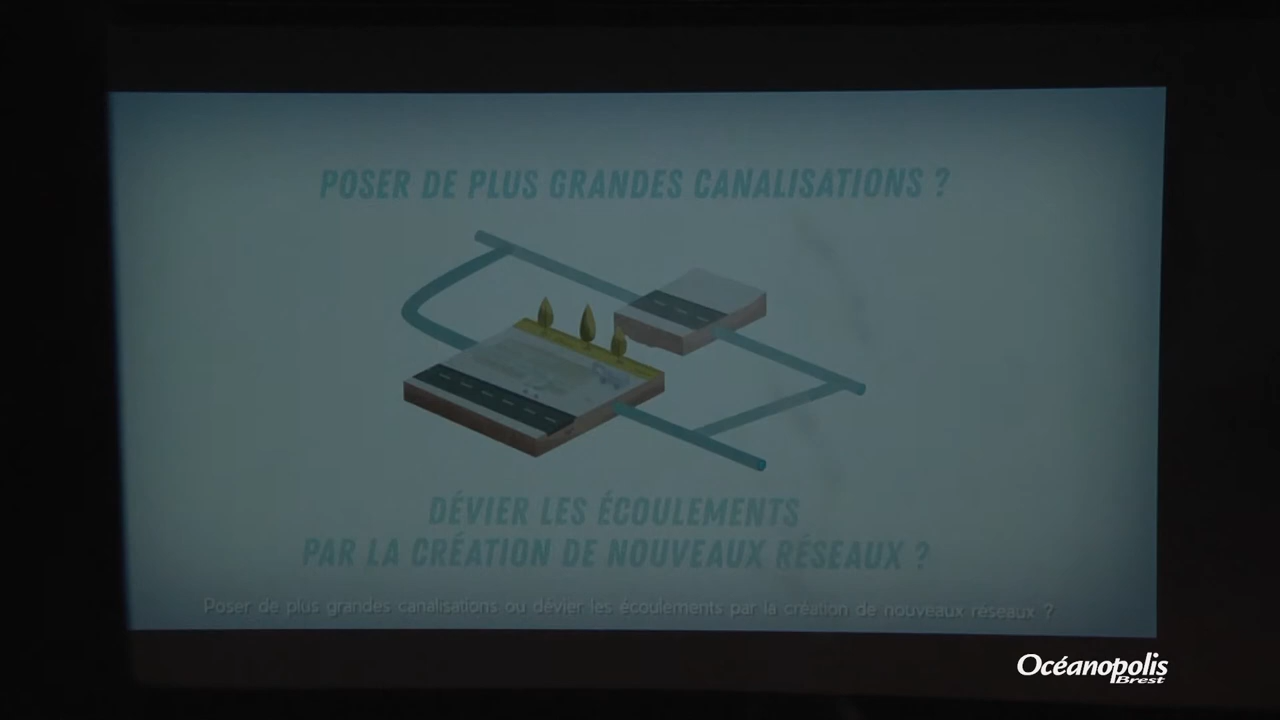 POSER DE PLUS GRANDES CANALISATIONS ?
DÉVIER LES ÉCOULEMENTS
PAR LA CRÉATION DE NOUVEAUX RÉSEAUX ?
Poser de plus grandes canalisations ou dévier les écoulements par la création de nouveaux reseaux ?
Océanopolis
Brest